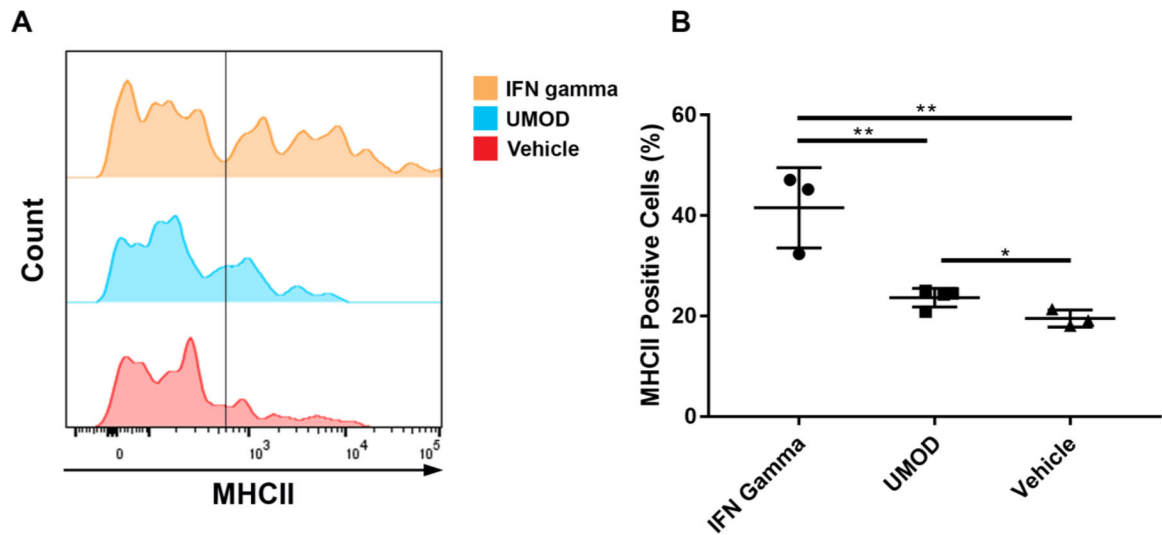 A
Count
IFN gamma
UMOD
Vehicle
0
10³
10⁴
10⁵
MHCII
B
MHCII Positive Cells (%)
60
40
20
0
**
**
*
IFN Gamma
UMOD
Vehicle